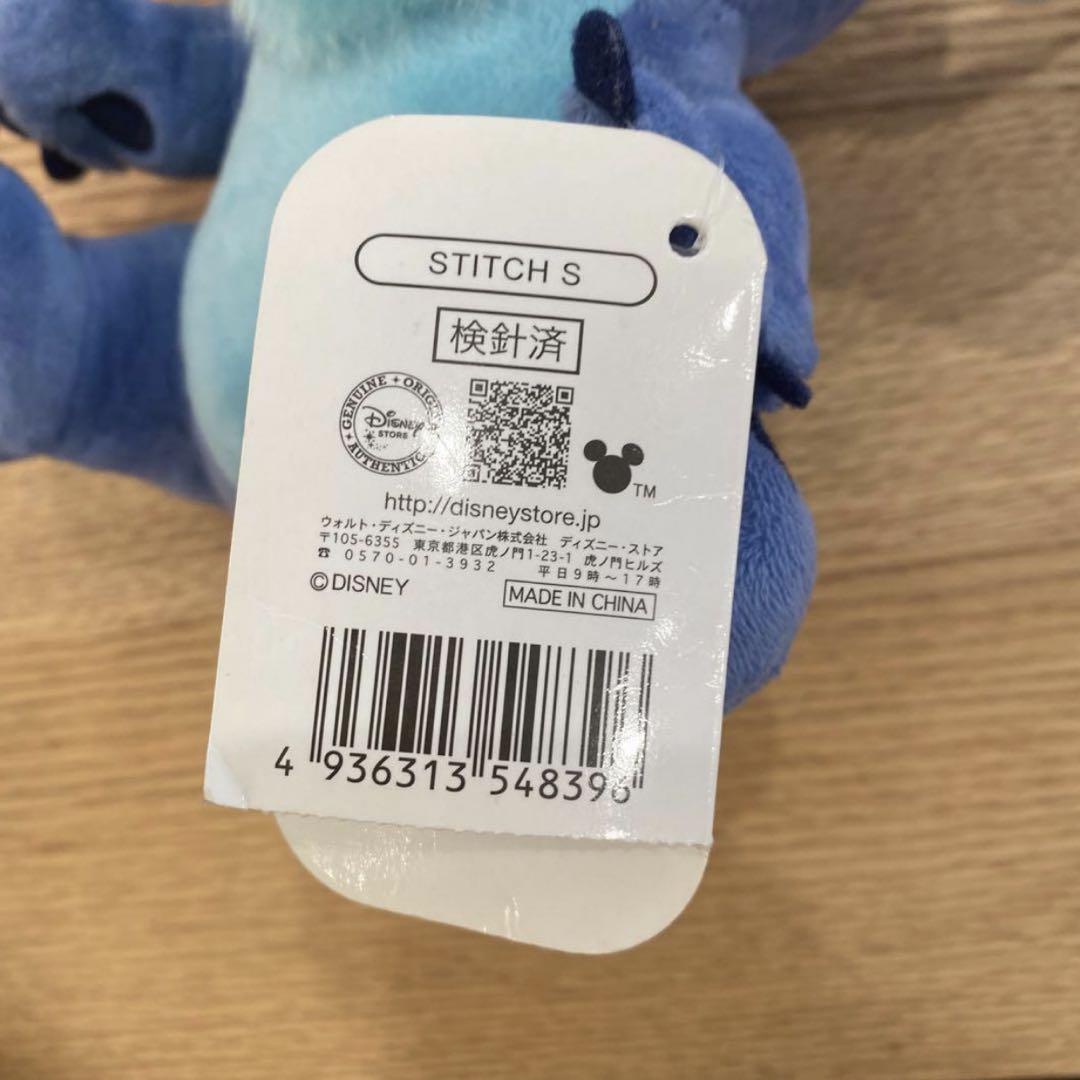 STITCH S
検針済
GENUINE ORIG
Disney
STORE
AUTHENTIC
TM
http://disneystore.jp
ウォルト・ディズニー・ジャパン株式会社 ディズニー・ストア
〒105-6355 東京都港区虎ノ門1-23-1 虎ノ門ヒルズ
☎ 0570-01-3932 平日9時～17時
©DISNEY
MADE IN CHINA
4 936313 548396